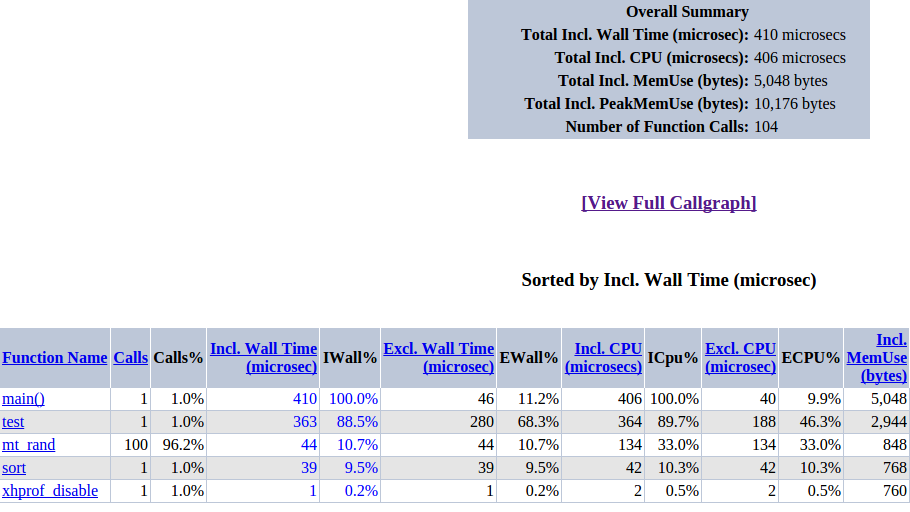 Overall Summary
Total Incl. Wall Time (microsec): 410 microsecs
Total Incl. CPU (microsecs): 406 microsecs
Total Incl. MemUse (bytes): 5,048 bytes
Total Incl. PeakMemUse (bytes): 10,176 bytes
Number of Function Calls: 104
[View Full Callgraph]
Sorted by Incl. Wall Time (microsec)
Function Name Calls Calls% Incl. Wall Time (microsec) IWall% Excl. Wall Time (microsec) EWall% Incl. CPU (microsecs) ICpu% Excl. CPU (microsec) ECPU% Incl. MemUse (bytes)
main() 1 1.0% 410 100.0% 46 11.2% 406 100.0% 40 9.9% 5,048
test 1 1.0% 363 88.5% 280 68.3% 364 89.7% 188 46.3% 2,944
mt_rand 100 96.2% 44 10.7% 44 10.7% 134 33.0% 134 33.0% 848
sort 1 1.0% 39 9.5% 39 9.5% 42 10.3% 42 10.3% 768
xhprof_disable 1 1.0% 1 0.2% 1 0.2% 2 0.5% 2 0.5% 760